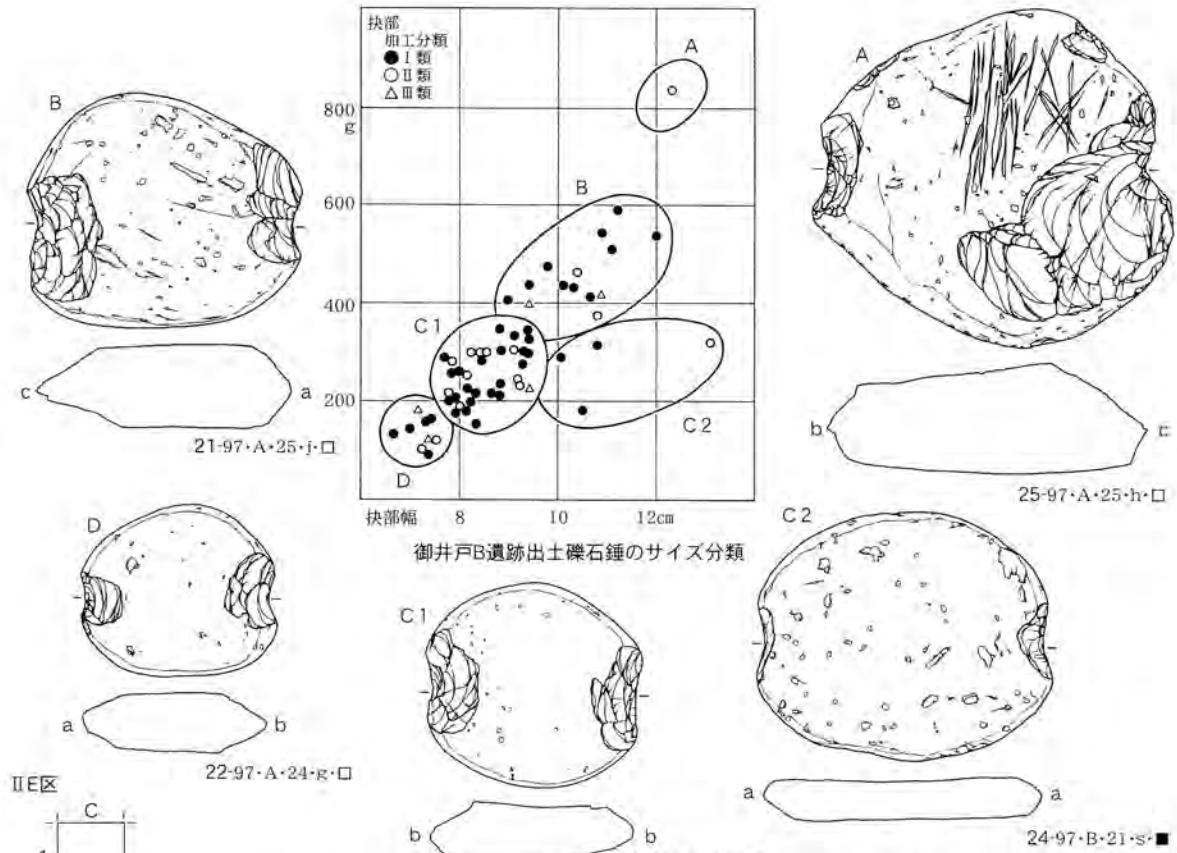 抉部
加工分類
●Ⅰ類
○Ⅱ類
△Ⅲ類
800
g
600
400
200
A
B
C1
C2
D
抉部幅 8 10 12cm
御井戸B遺跡出土礫石錘のサイズ分類
B
c a
21-97・A・25・j・□
A
b c
25-97・A・25・h・□
D
a b
22-97・A・24・g・□
C1
b b
C2
a a
24-97・B・21・s・■
ⅡE区
C